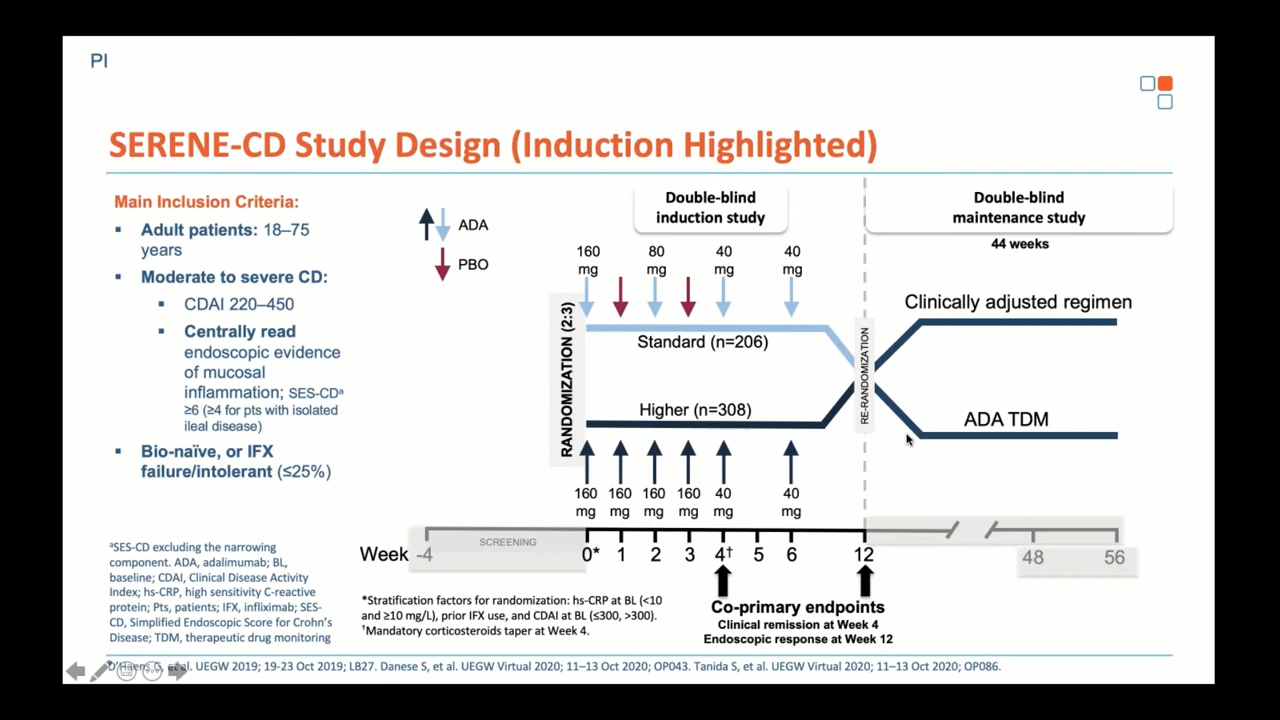 PI
SERENE-CD Study Design (Induction Highlighted)
Main Inclusion Criteria:
▪ Adult patients: 18–75
years
▪ Moderate to severe CD:
▪ CDAI 220–450
▪ Centrally read
endoscopic evidence
of mucosal
inflammation; SES-CDᵃ
≥6 (≥4 for pts with isolated
ileal disease)
▪ Bio-naïve, or IFX
failure/intolerant (≤25%)
ᵃSES-CD excluding the narrowing
component. ADA, adalimumab; BL,
baseline; CDAI, Clinical Disease Activity
Index; hs-CRP, high sensitivity C-reactive
protein; Pts, patients; IFX, infliximab; SES-
CD, Simplified Endoscopic Score for Crohn's
Disease; TDM, therapeutic drug monitoring
ADA
PBO
Double-blind
induction study
Double-blind
maintenance study
44 weeks
160 mg
80 mg
40 mg
40 mg
RANDOMIZATION (2:3)
Standard (n=206)
Higher (n=308)
RE-RANDOMIZATION
Clinically adjusted regimen
ADA TDM
160 mg
160 mg
160 mg
160 mg
40 mg
40 mg
SCREENING
Week -4 0* 1 2 3 4† 5 6 12 48 56
*Stratification factors for randomization: hs-CRP at BL (<10
and ≥10 mg/L), prior IFX use, and CDAI at BL (≤300, >300).
†Mandatory corticosteroids taper at Week 4.
Co-primary endpoints
Clinical remission at Week 4
Endoscopic response at Week 12
D'Haens G, et al. UEGW 2019; 19-23 Oct 2019; LB27. Danese S, et al. UEGW Virtual 2020; 11–13 Oct 2020; OP043. Tanida S, et al. UEGW Virtual 2020; 11–13 Oct 2020; OP086.